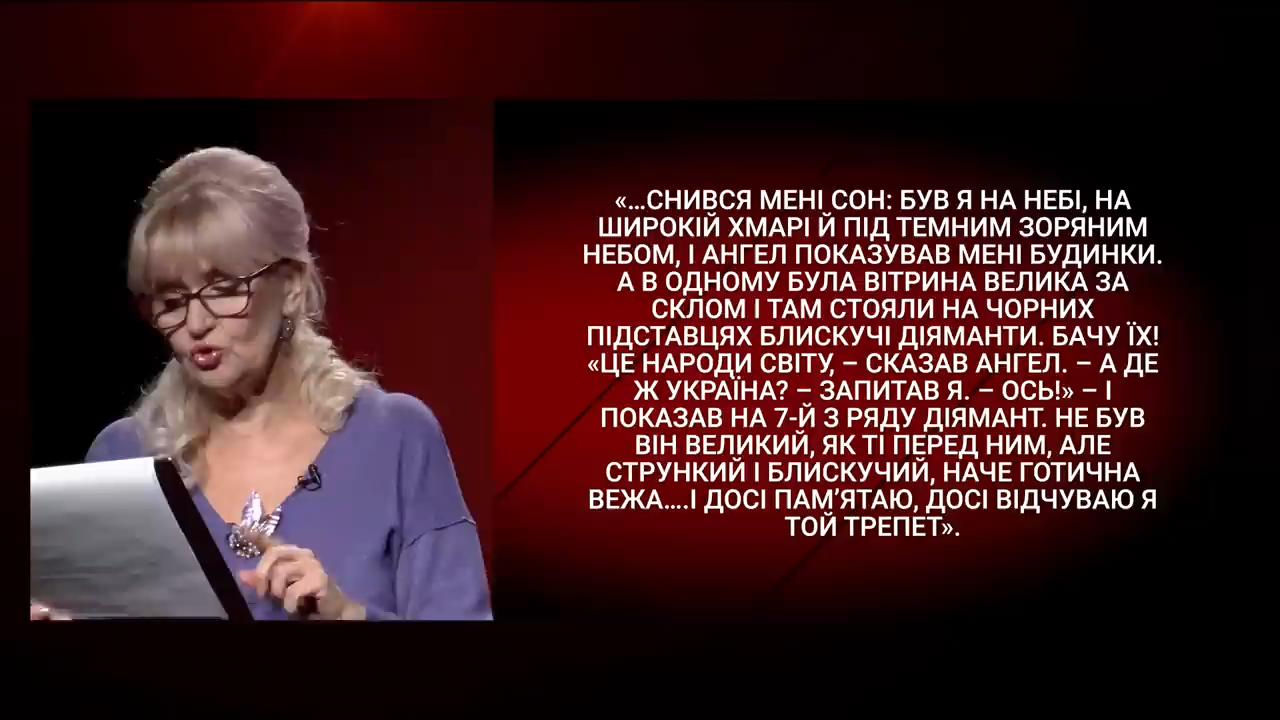 «...СНИВСЯ МЕНІ СОН: БУВ Я НА НЕБІ, НА
ШИРОКІЙ ХМАРІ Й ПІД ТЕМНИМ ЗОРЯНИМ
НЕБОМ, І АНГЕЛ ПОКАЗУВАВ МЕНІ БУДИНКИ.
А В ОДНОМУ БУЛА ВІТРИНА ВЕЛИКА ЗА
СКЛОМ І ТАМ СТОЯЛИ НА ЧОРНИХ
ПІДСТАВЦЯХ БЛИСКУЧІ ДІЯМАНТИ. БАЧУ ЇХ!
«ЦЕ НАРОДИ СВІТУ, – СКАЗАВ АНГЕЛ. – А ДЕ
Ж УКРАЇНА? – ЗАПИТАВ Я. – ОСЬ!» – І
ПОКАЗАВ НА 7-Й З РЯДУ ДІЯМАНТ. НЕ БУВ
ВІН ВЕЛИКИЙ, ЯК ТІ ПЕРЕД НИМ, АЛЕ
СТРУНКИЙ І БЛИСКУЧИЙ, НАЧЕ ГОТИЧНА
ВЕЖА....І ДОСІ ПАМ’ЯТАЮ, ДОСІ ВІДЧУВАЮ Я
ТОЙ ТРЕПЕТ».